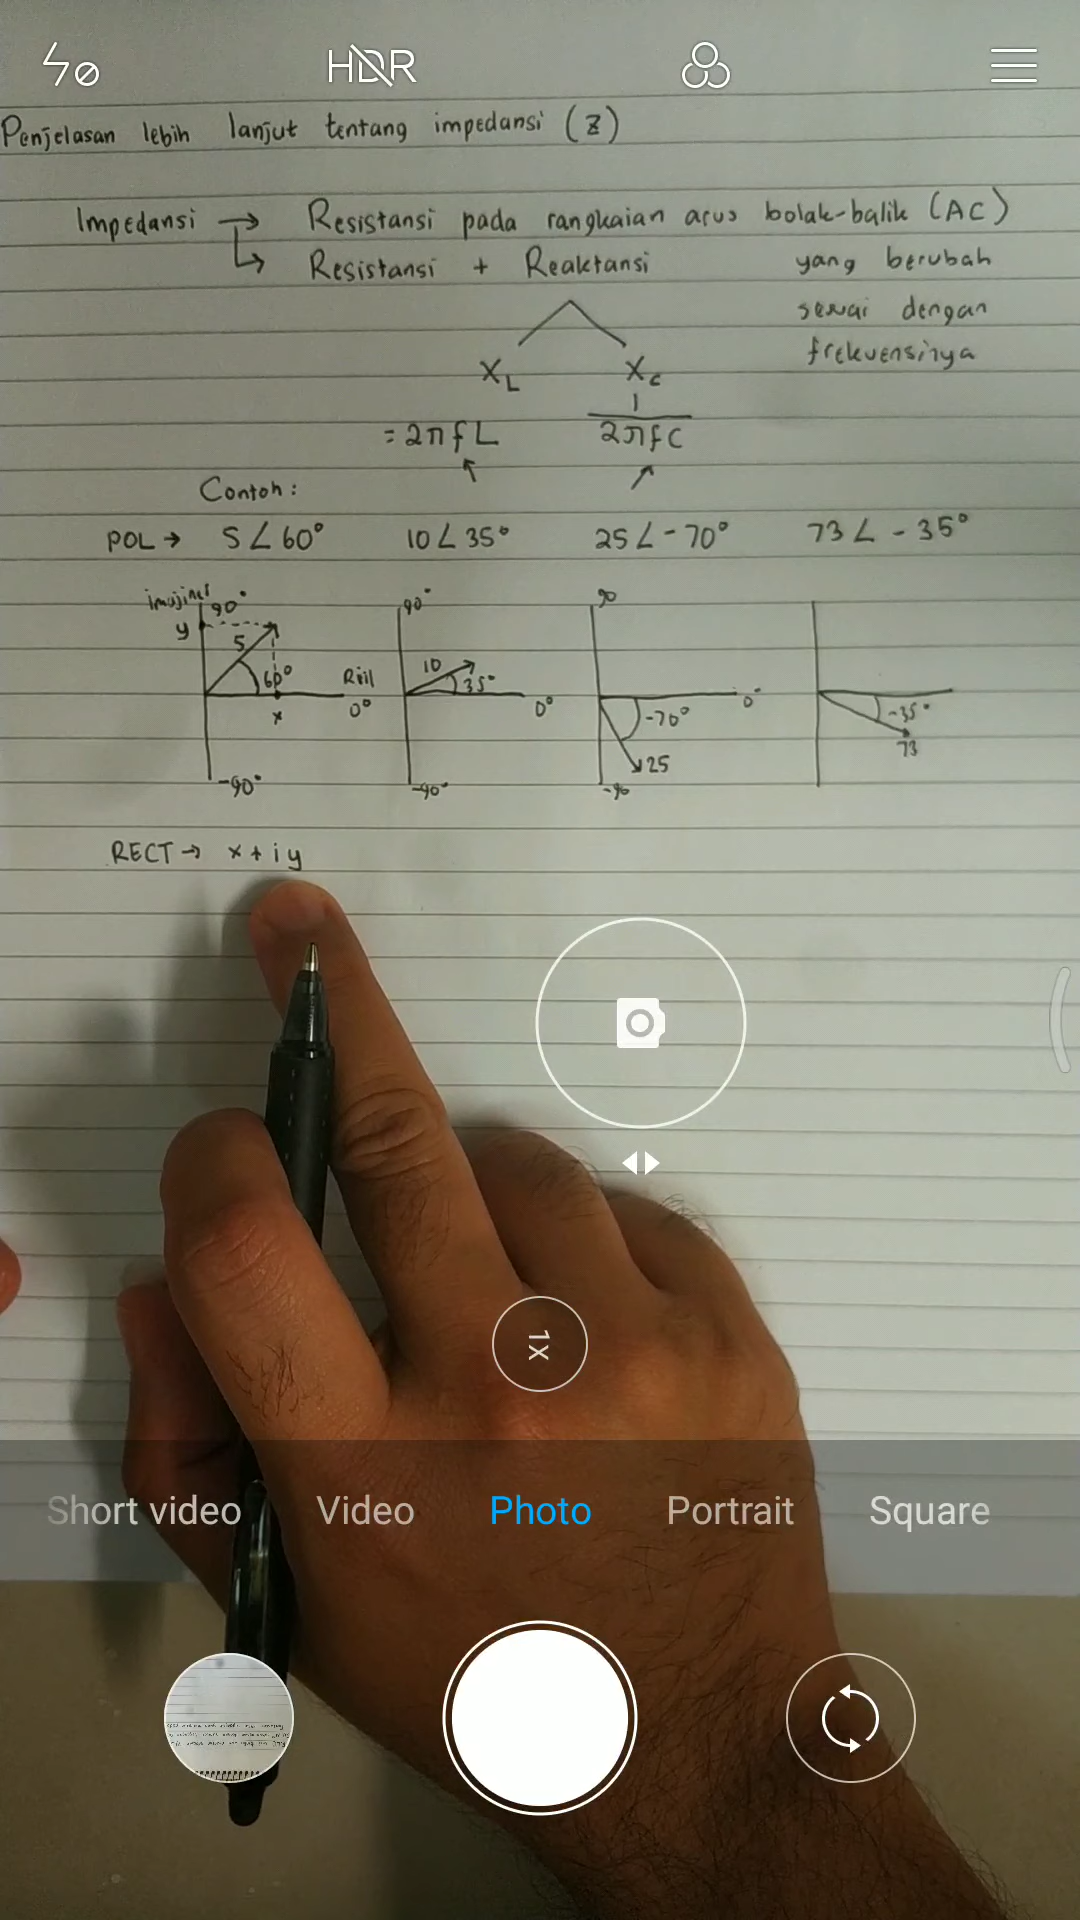 HDR
Penjelasan lebih lanjut tentang impedansi (Z)
Impedansi → Resistansi pada rangkaian arus bolak-balik (AC)
↳ Resistansi + Reaktansi yang berubah
sesuai dengan
frekuensinya
XL Xc
= 2πfL 1/2πfC
Contoh:
POL → 5∠60° 10∠35° 25∠-70° 73∠-35°
imajiner 90° 90° 90
y 5 60° Riil 0° x -90°
10 35° 0° -90°
-70° 0° 25 -90
-35° 73
RECT → x + iy
1X
Short video Video Photo Portrait Square